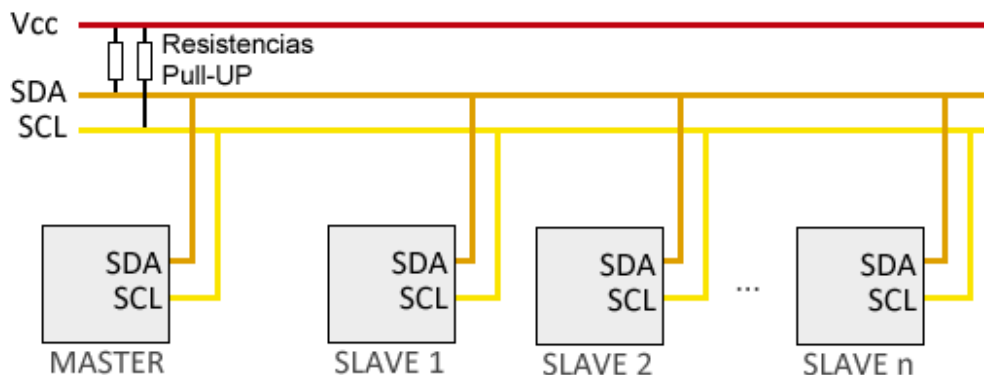 Vcc
Resistencias
Pull-UP
SDA
SCL
SDA
SCL
MASTER
SDA
SCL
SLAVE 1
SDA
SCL
SLAVE 2
...
SDA
SCL
SLAVE n